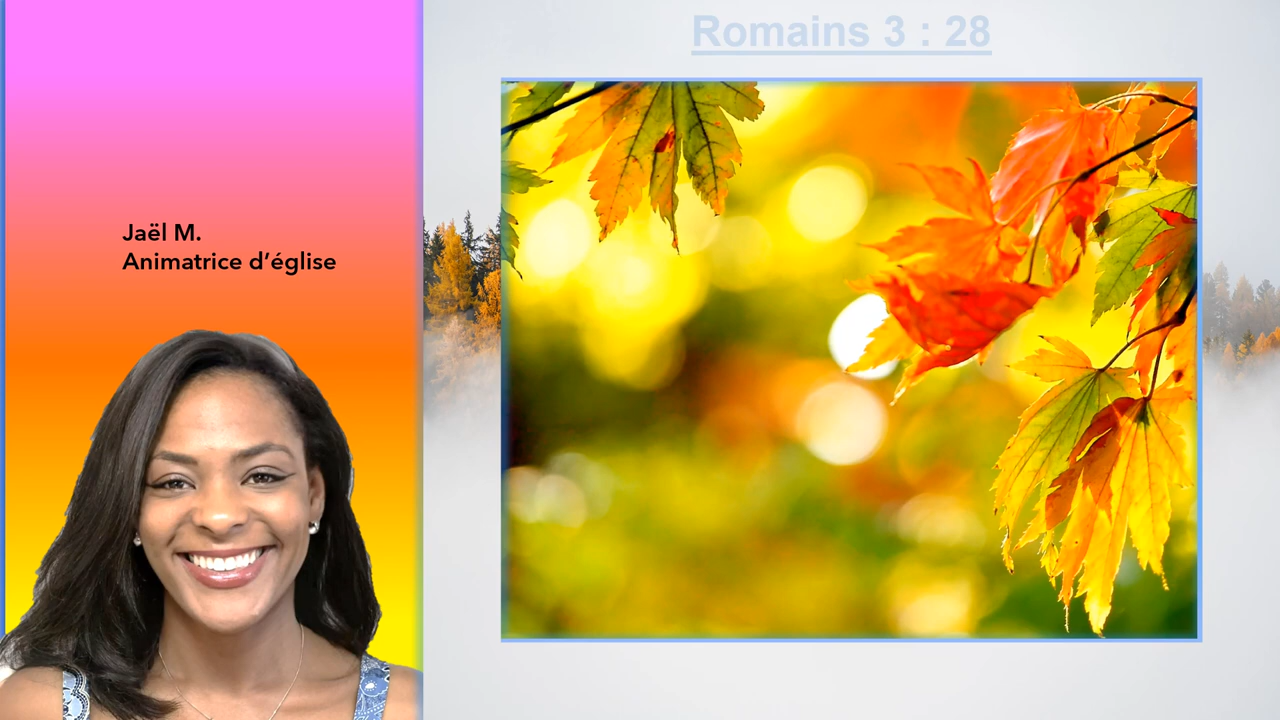 Romains 3 : 28
Jaël M.
Animatrice d’église